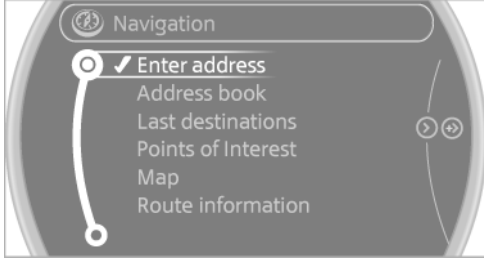 Navigation
Enter address
Address book
Last destinations
Points of Interest
Map
Route information